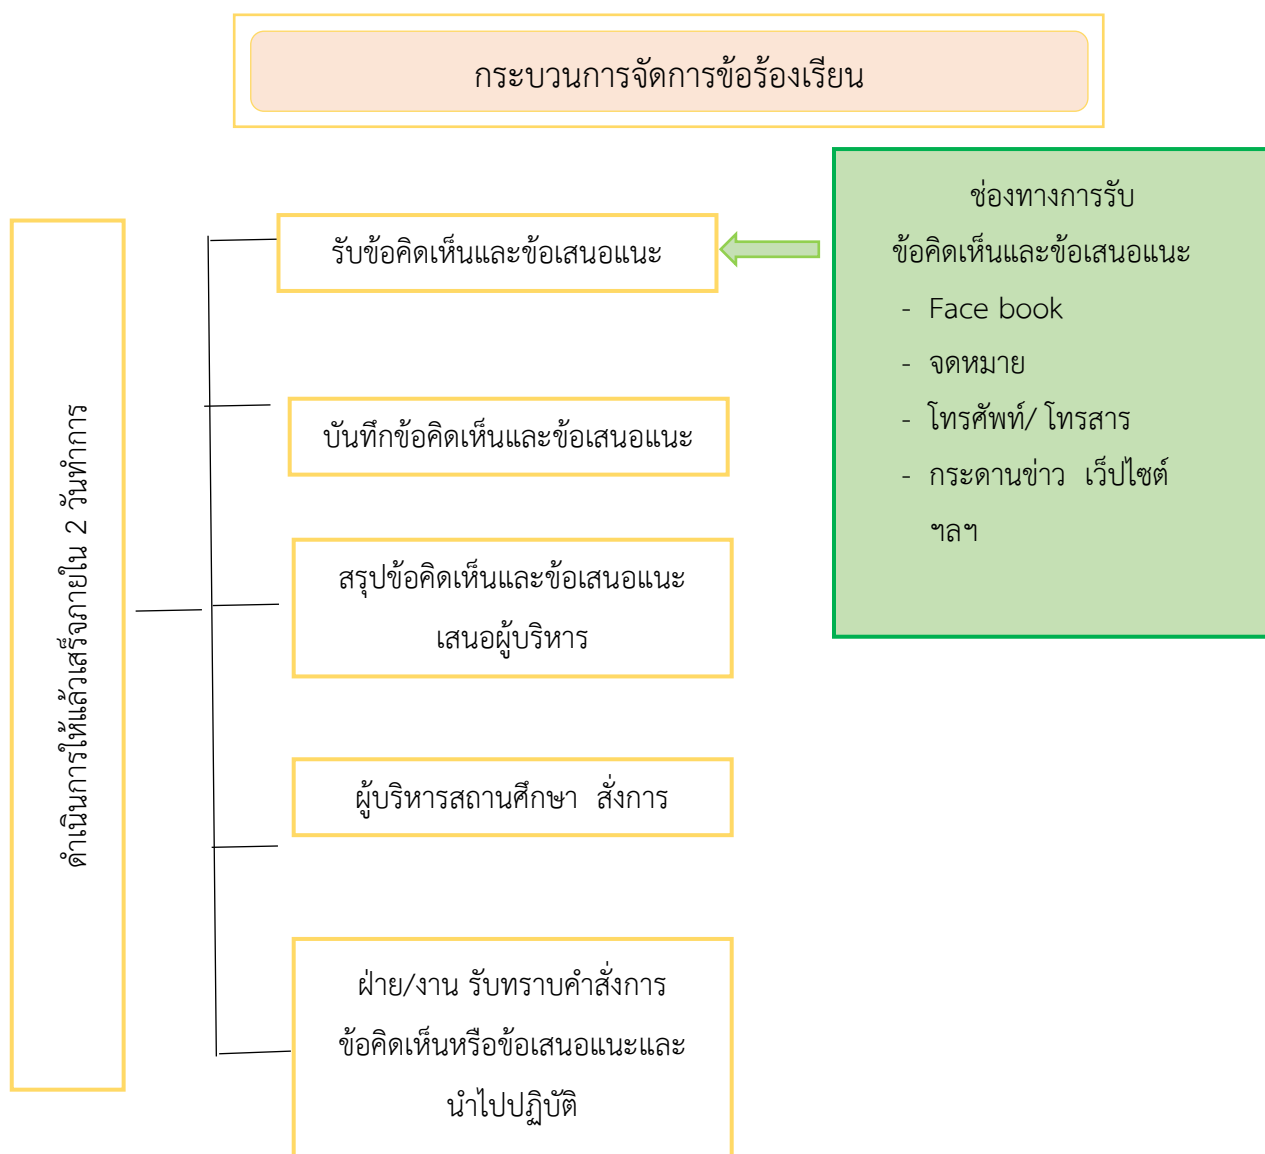 กระบวนการจัดการข้อร้องเรียน
ดำเนินการให้แล้วเสร็จภายใน 2 วันทำการ
รับข้อคิดเห็นและข้อเสนอแนะ
ช่องทางการรับ
ข้อคิดเห็นและข้อเสนอแนะ
- Face book
- จดหมาย
- โทรศัพท์/ โทรสาร
- กระดานข่าว เว็ปไซต์
ฯลฯ
บันทึกข้อคิดเห็นและข้อเสนอแนะ
สรุปข้อคิดเห็นและข้อเสนอแนะ
เสนอผู้บริหาร
ผู้บริหารสถานศึกษา สั่งการ
ฝ่าย/งาน รับทราบคำสั่งการ
ข้อคิดเห็นหรือข้อเสนอแนะและ
นำไปปฏิบัติ